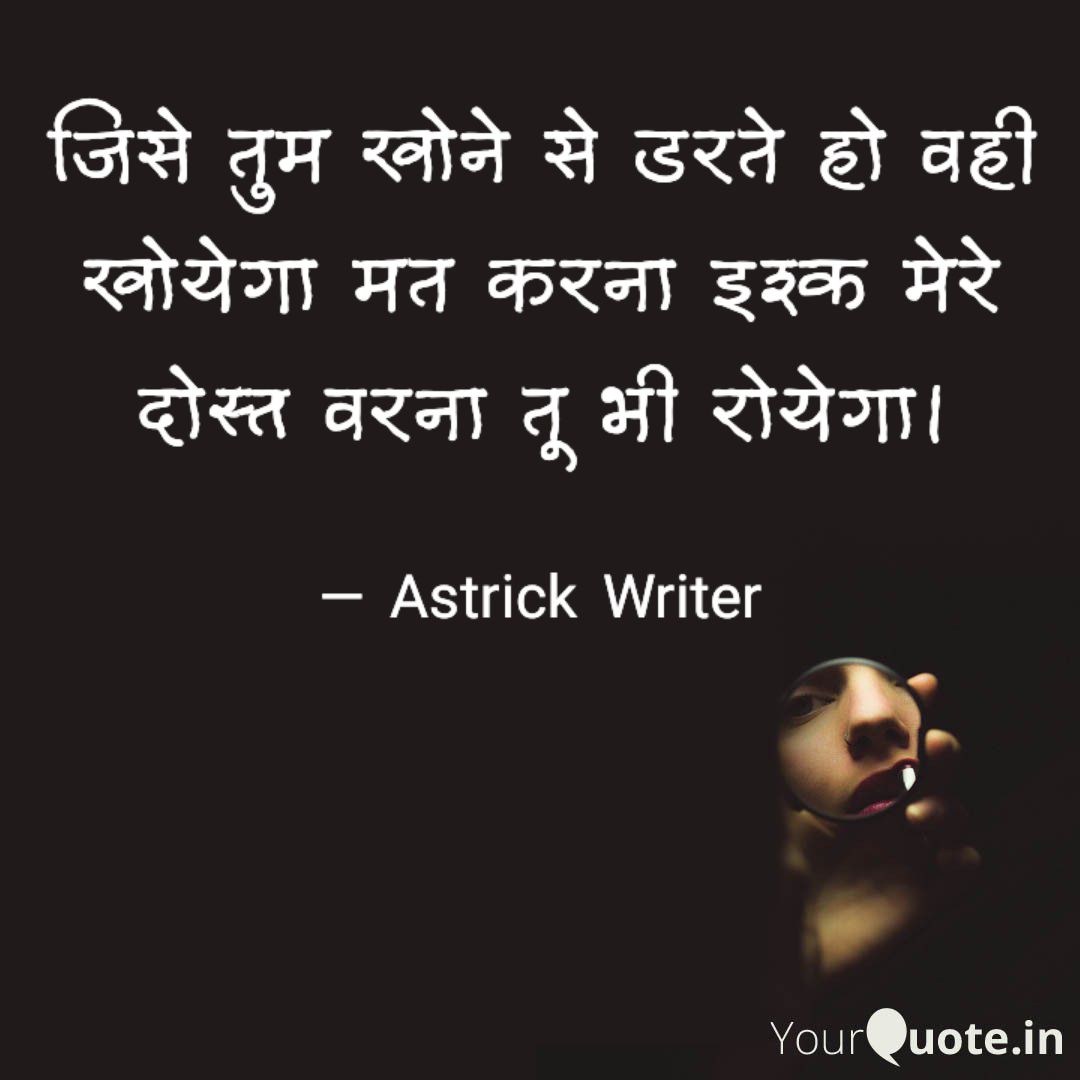 जिसे तुम खोने से डरते हो वही
खोयेगा मत करना इश्क मेरे
दोस्त वरना तू भी रोयेगा।
— Astrick Writer
YourQuote.in